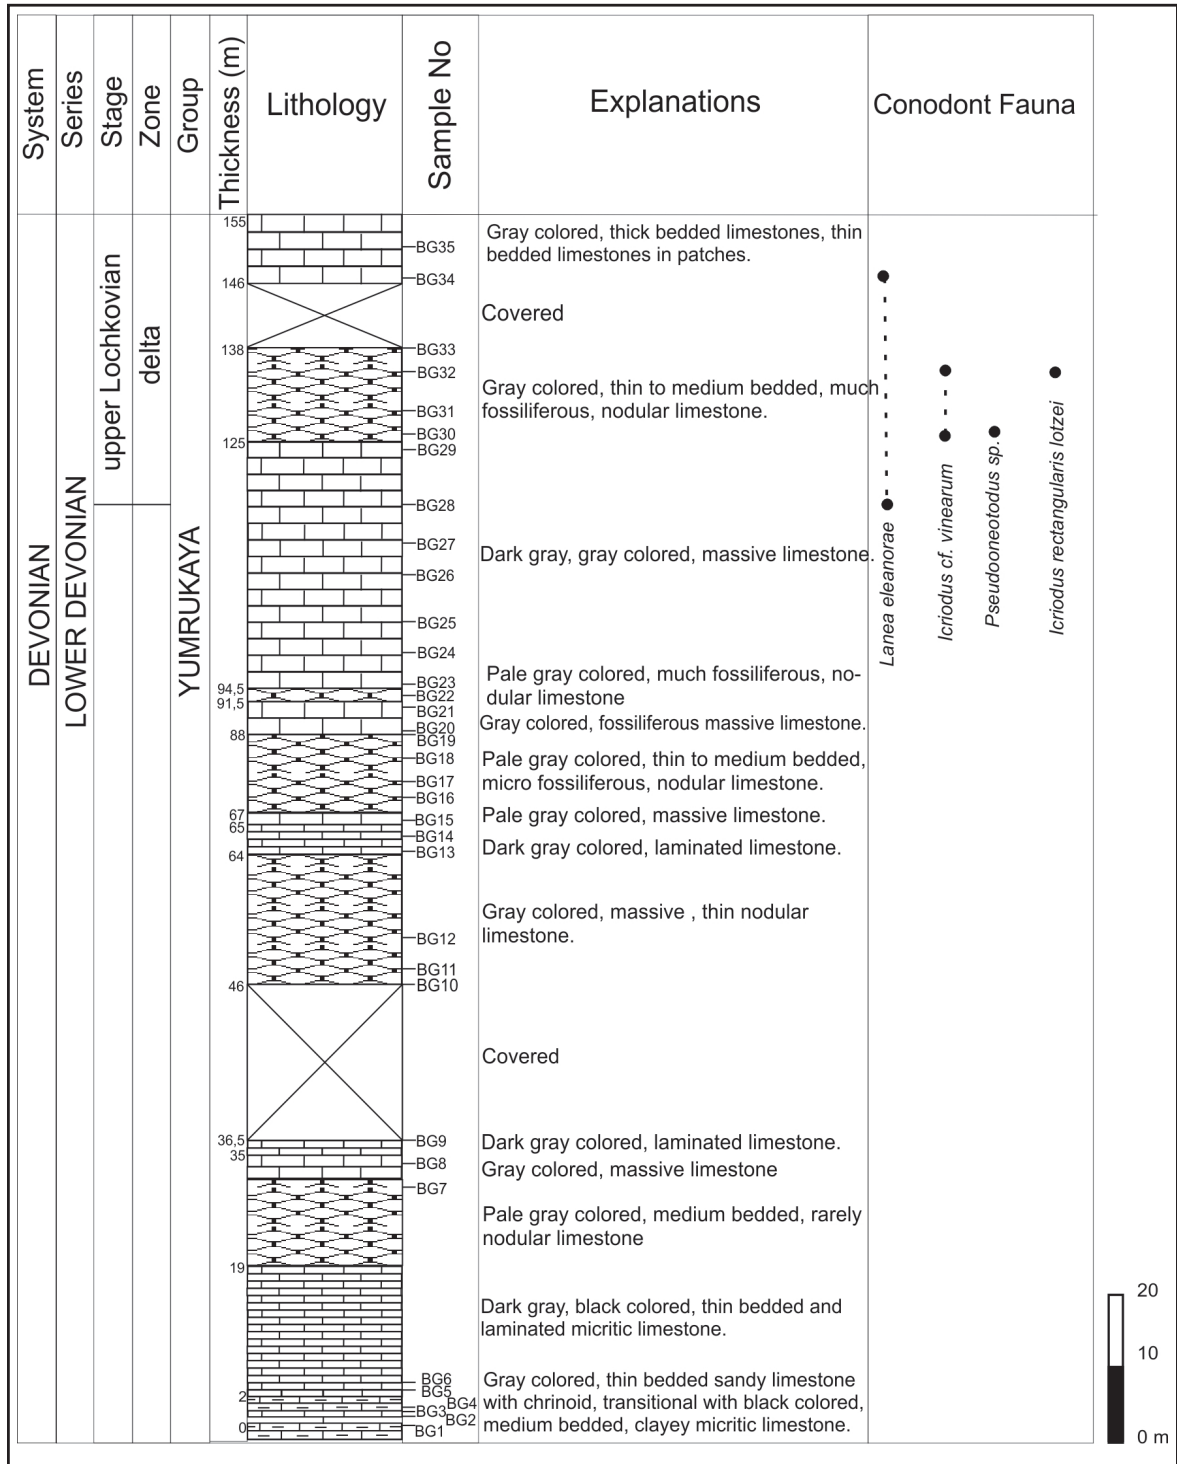 System
Series
Stage
Zone
Group
Thickness (m)
Lithology
Sample No
Explanations
Conodont Fauna
DEVONIAN
LOWER DEVONIAN
upper Lochkovian
delta
YUMRUKAYA
155
146
138
125
94,5
91,5
88
67
65
64
46
36,5
35
19
2
0
BG35
BG34
BG33
BG32
BG31
BG30
BG29
BG28
BG27
BG26
BG25
BG24
BG23
BG22
BG21
BG20
BG19
BG18
BG17
BG16
BG15
BG14
BG13
BG12
BG11
BG10
BG9
BG8
BG7
BG6
BG5
BG4
BG3
BG2
BG1
Gray colored, thick bedded limestones, thin
bedded limestones in patches.
Covered
Gray colored, thin to medium bedded, much
fossiliferous, nodular limestone.
Dark gray, gray colored, massive limestone.
Pale gray colored, much fossiliferous, no-
dular limestone
Gray colored, fossiliferous massive limestone.
Pale gray colored, thin to medium bedded,
micro fossiliferous, nodular limestone.
Pale gray colored, massive limestone.
Dark gray colored, laminated limestone.
Gray colored, massive , thin nodular
limestone.
Covered
Dark gray colored, laminated limestone.
Gray colored, massive limestone
Pale gray colored, medium bedded, rarely
nodular limestone
Dark gray, black colored, thin bedded and
laminated micritic limestone.
Gray colored, thin bedded sandy limestone
with chrinoid, transitional with black colored,
medium bedded, clayey micritic limestone.
Lanea eleanorae
Icriodus cf. vinearum
Pseudooneotodus sp.
Icriodus rectangularis lotzei
20
10
0 m